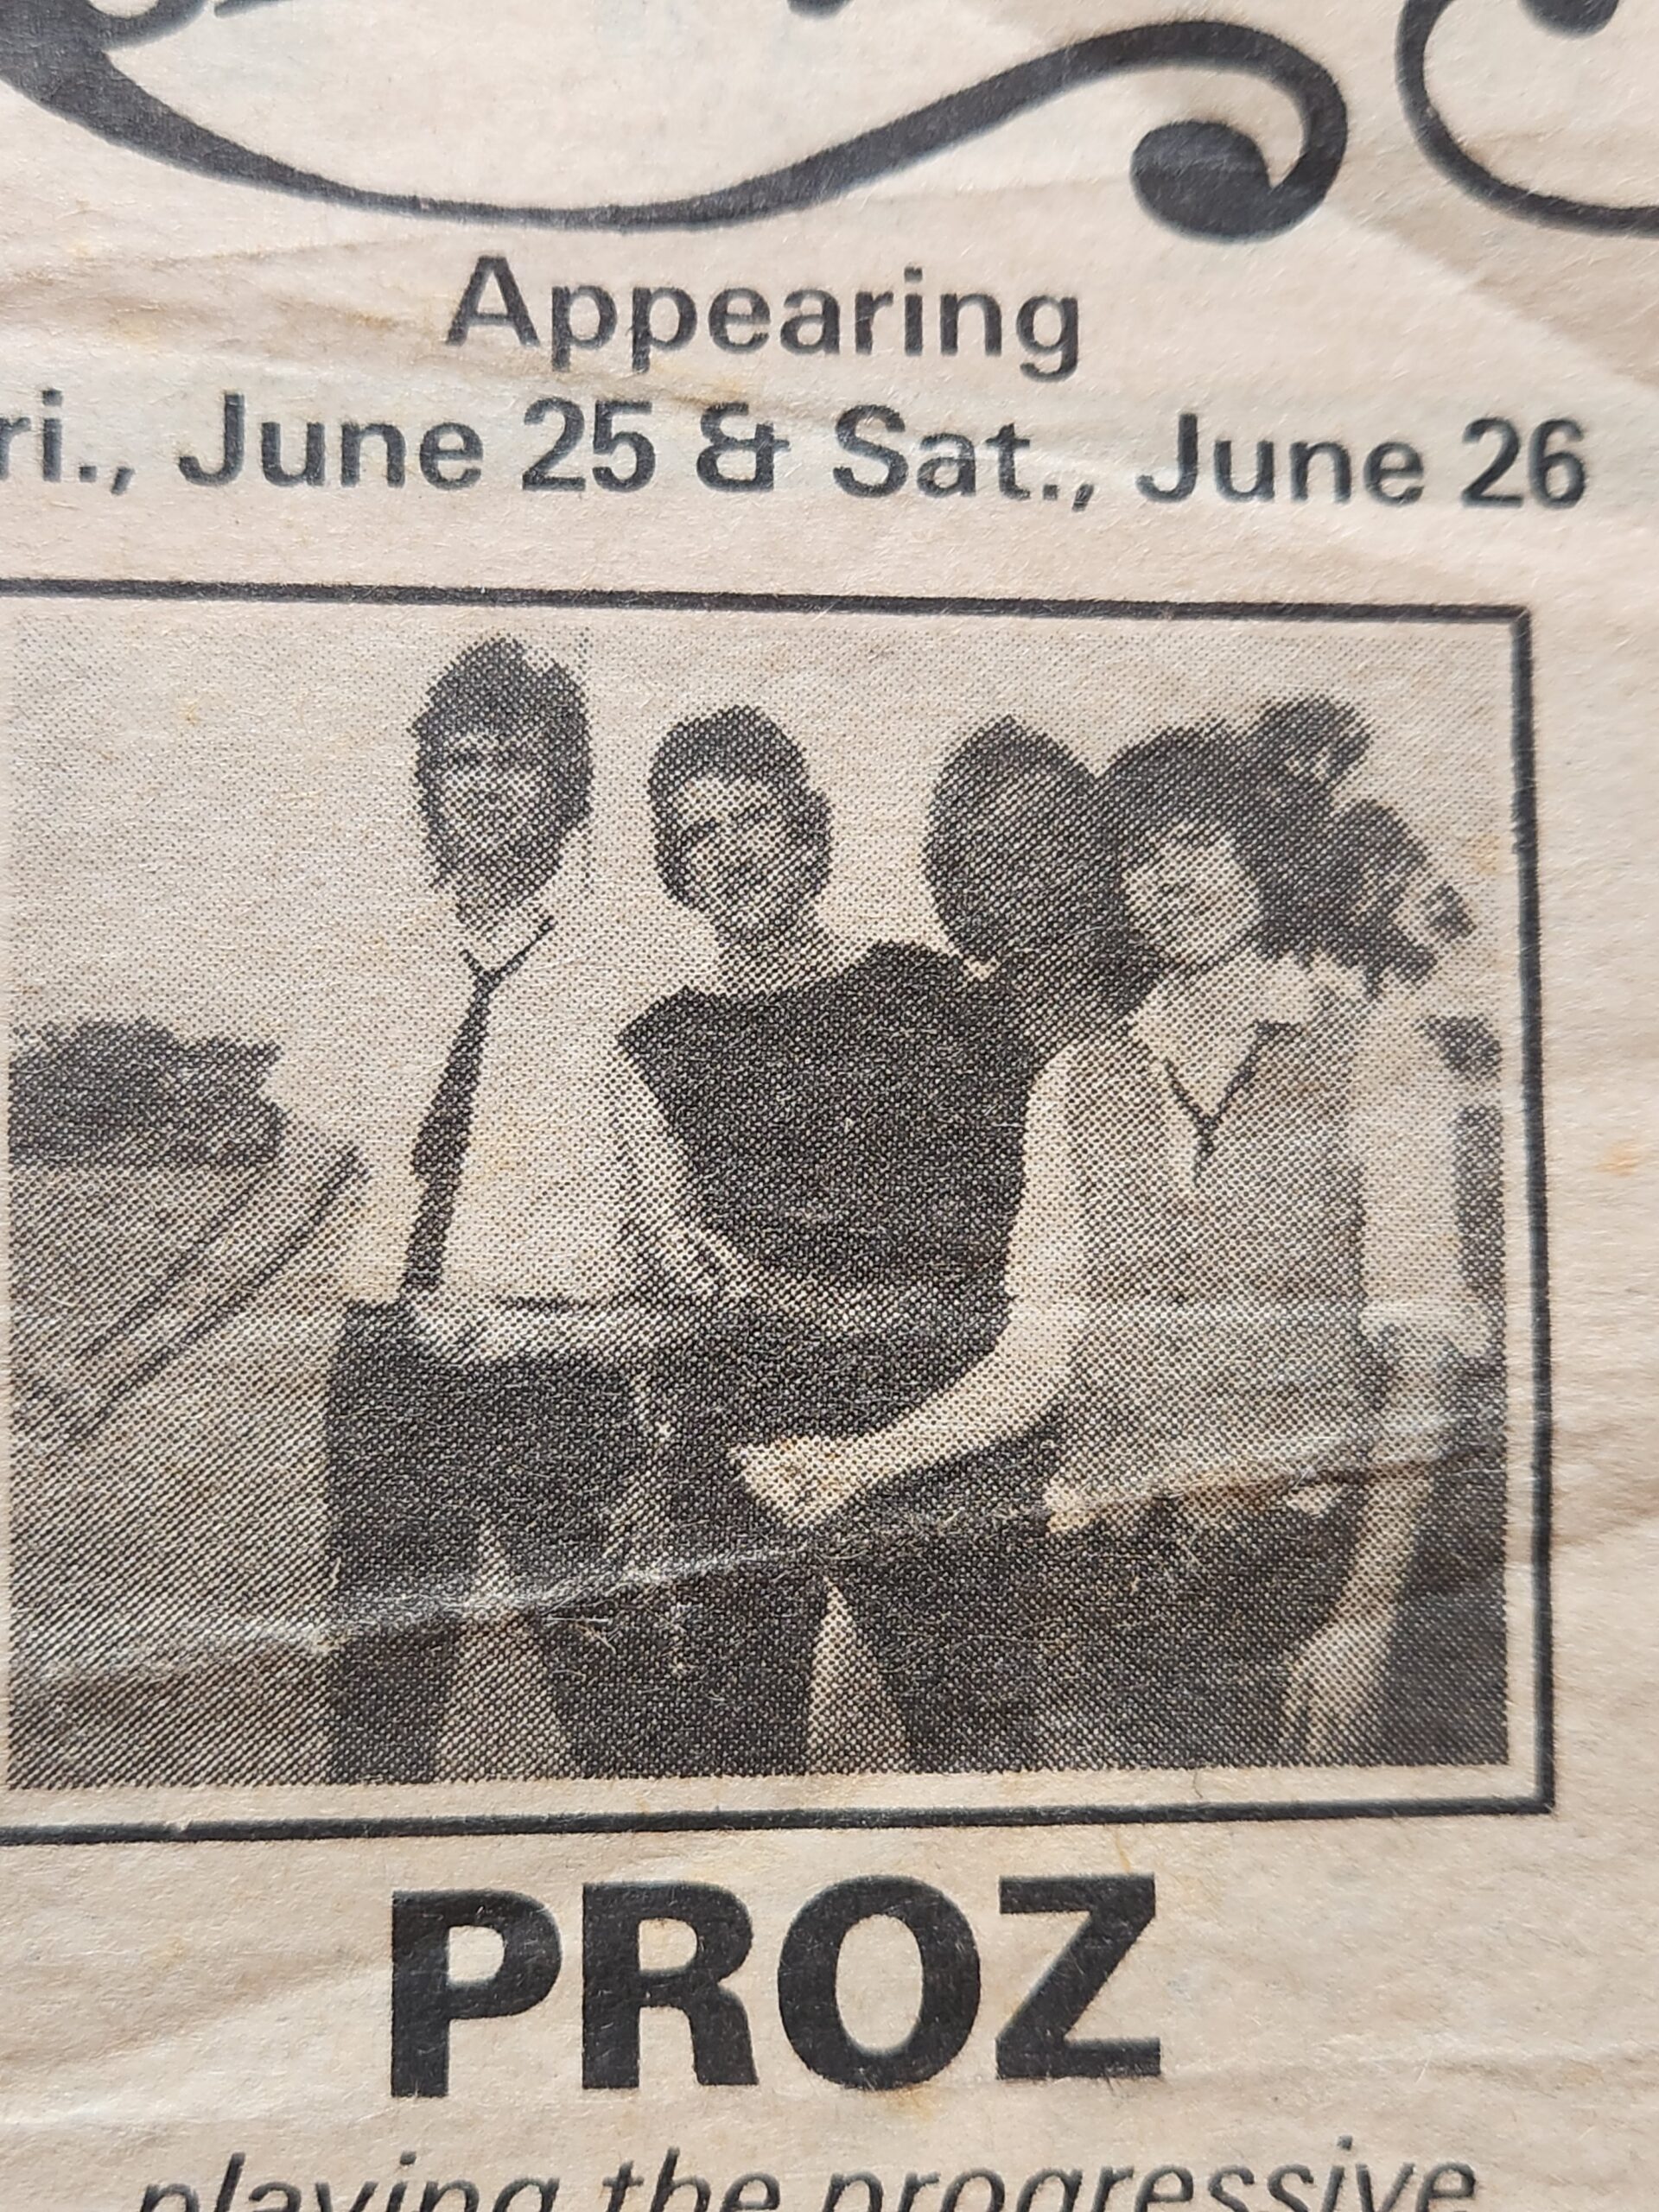 Appearing
ri., June 25 & Sat., June 26
PROZ
playing the progressive